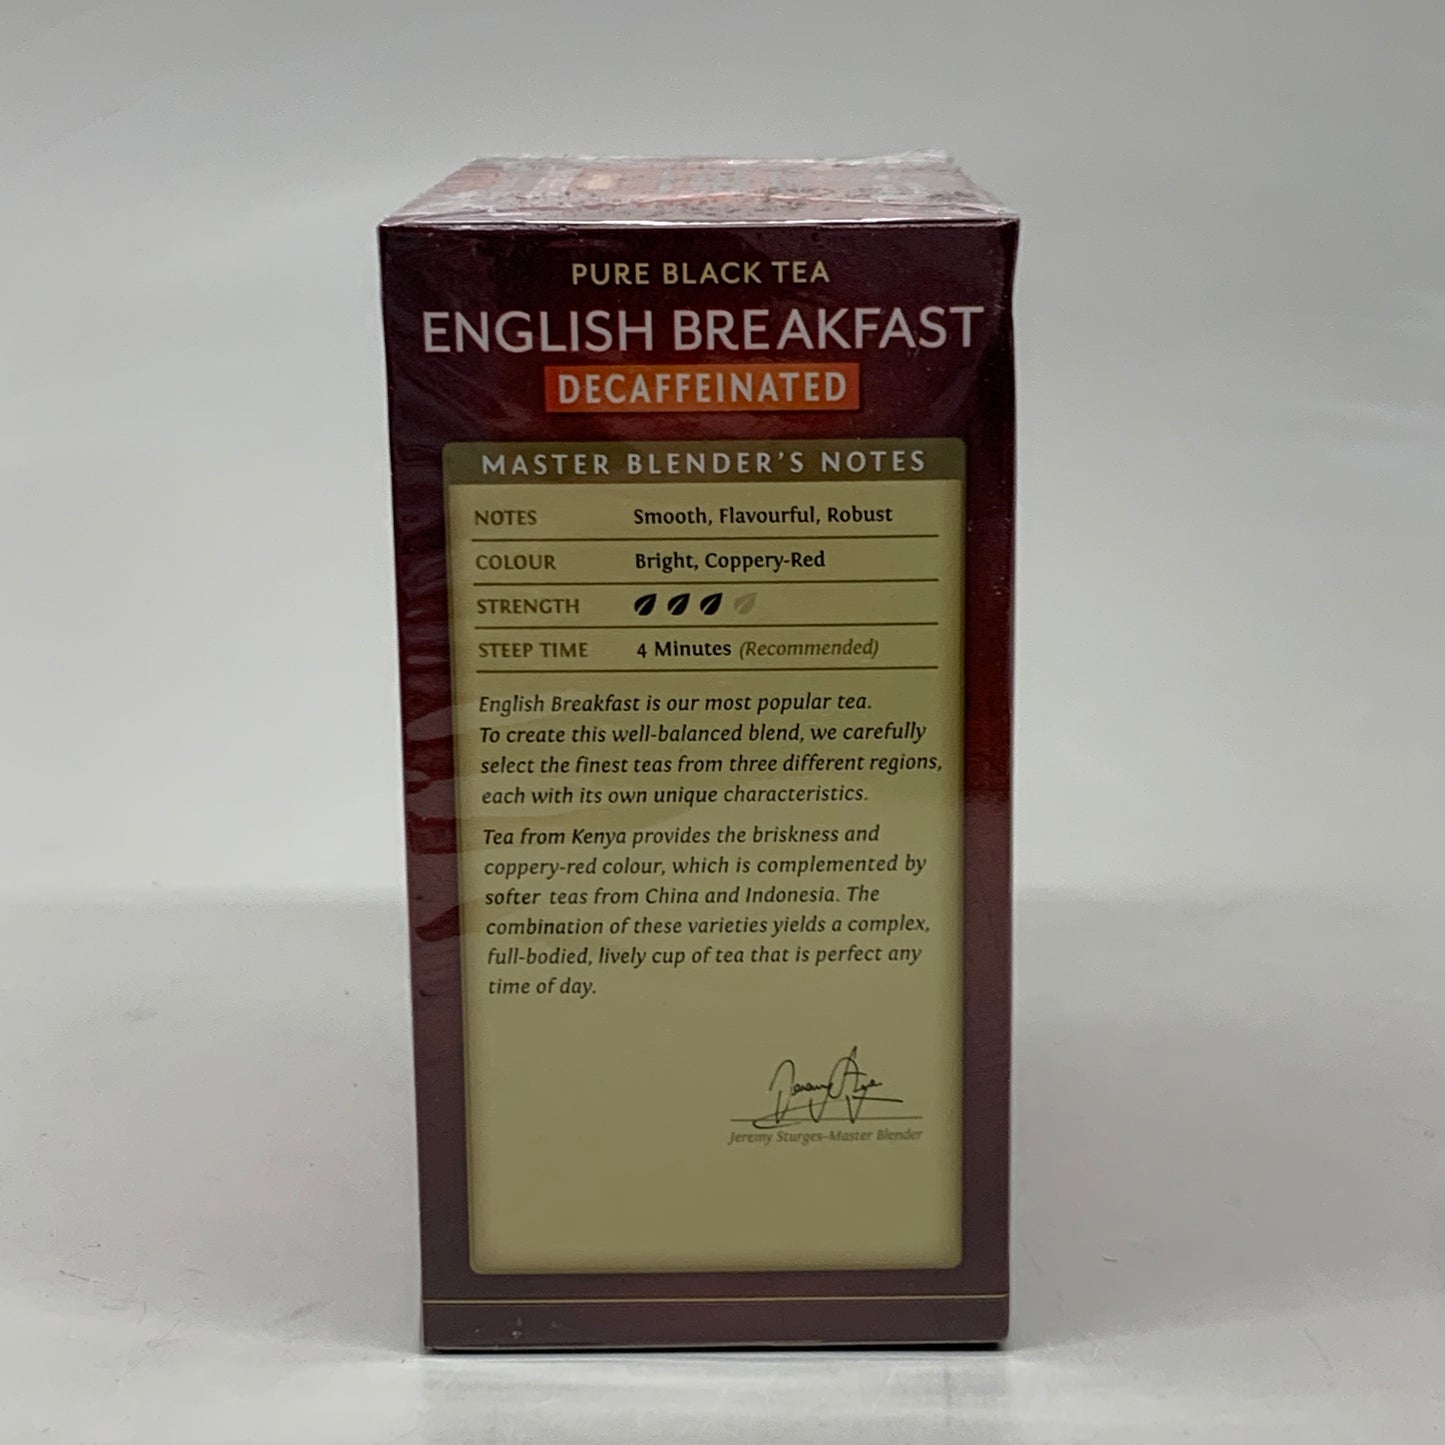 PURE BLACK TEA
ENGLISH BREAKFAST
DECAFFEINATED
MASTER BLENDER'S NOTES
NOTES Smooth, Flavourful, Robust
COLOUR Bright, Coppery-Red
STRENGTH
STEEP TIME 4 Minutes (Recommended)
English Breakfast is our most popular tea.
To create this well-balanced blend, we carefully
select the finest teas from three different regions,
each with its own unique characteristics.
Tea from Kenya provides the briskness and
coppery-red colour, which is complemented by
softer teas from China and Indonesia. The
combination of these varieties yields a complex,
full-bodied, lively cup of tea that is perfect any
time of day.
Jeremy Sturges–Master Blender